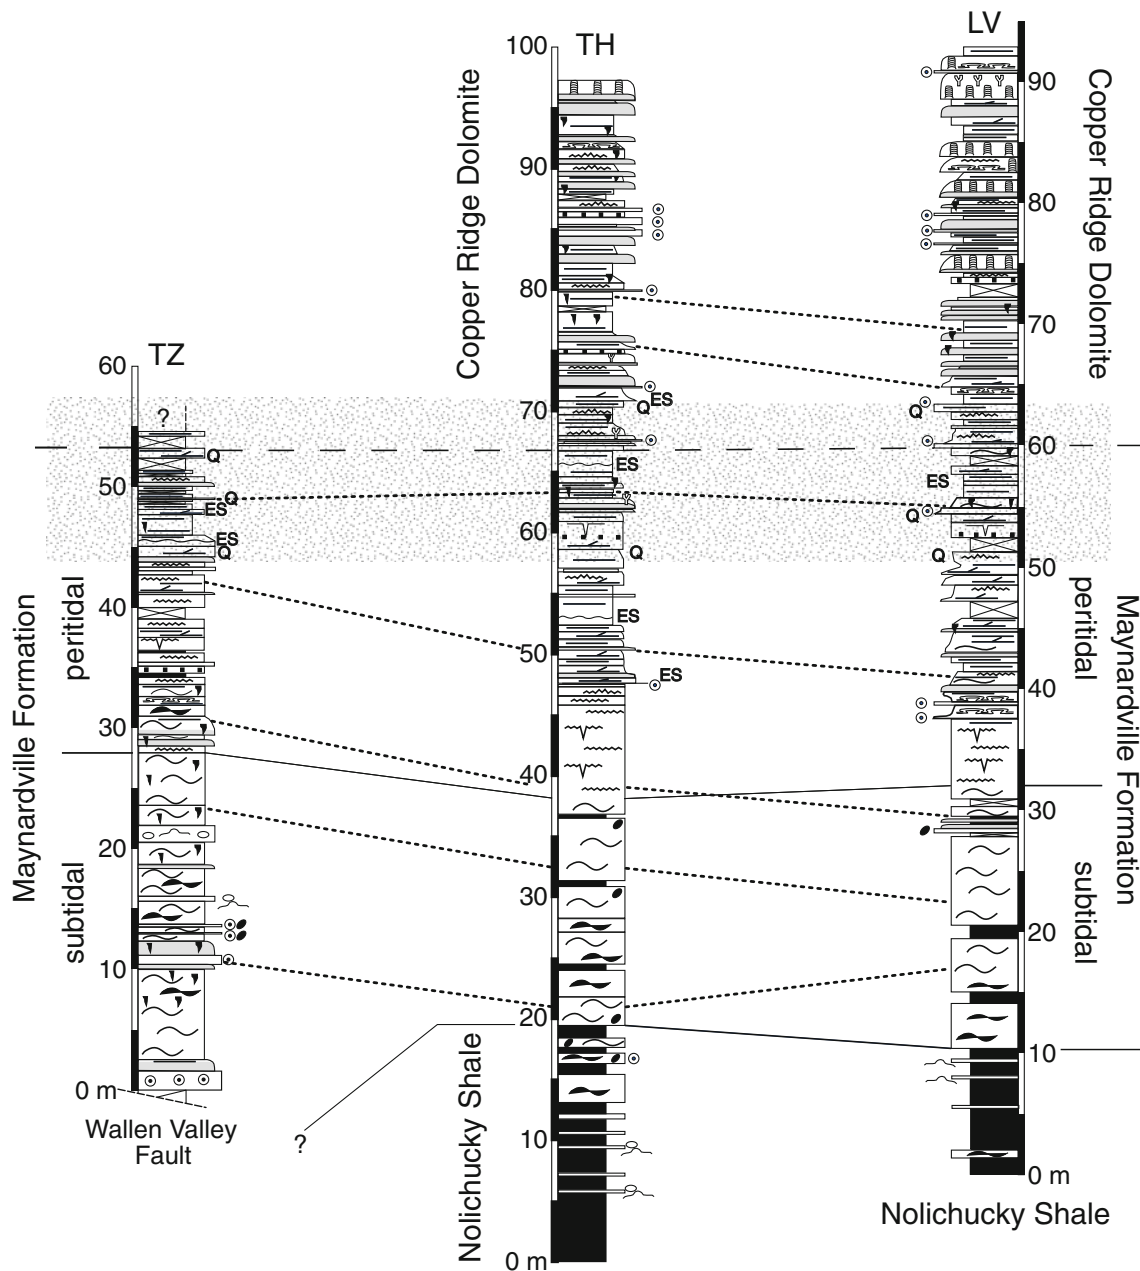 TZ
TH
LV
60
50
40
30
20
10
0 m
?
Q
Q
ES
ES
Q
Wallen Valley
Fault
?
Maynardville Formation
peritidal
subtidal
100
90
80
70
60
50
40
30
20
10
0 m
Copper Ridge Dolomite
Nolichucky Shale
ES
Q
ES
Q
ES
ES
90
80
70
60
50
40
30
20
10
0 m
Q
ES
Q
Q
Copper Ridge Dolomite
peritidal
subtidal
Maynardville Formation
Nolichucky Shale